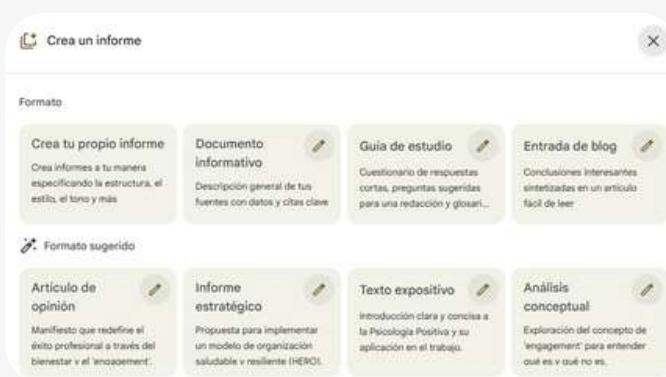 Crea un informe
Formato
Crea tu propio informe
Crea informes a tu manera
especificando la estructura, el
estilo, el tono y más
Documento
informativo
Descripción general de tus
fuentes con datos y citas clave
Guía de estudio
Cuestionario de respuestas
cortas, preguntas sugeridas
para una redacción y glosari...
Entrada de blog
Conclusiones interesantes
sintetizadas en un artículo
fácil de leer
Formato sugerido
Artículo de
opinión
Manifiesto que redefine el
éxito profesional a través del
bienestar y el 'engagement'.
Informe
estratégico
Propuesta para implementar
un modelo de organización
saludable y resiliente (HERO).
Texto expositivo
Introducción clara y concisa a
la Psicología Positiva y su
aplicación en el trabajo.
Análisis
conceptual
Exploración del concepto de
'engagement' para entender
qué es y qué no es.